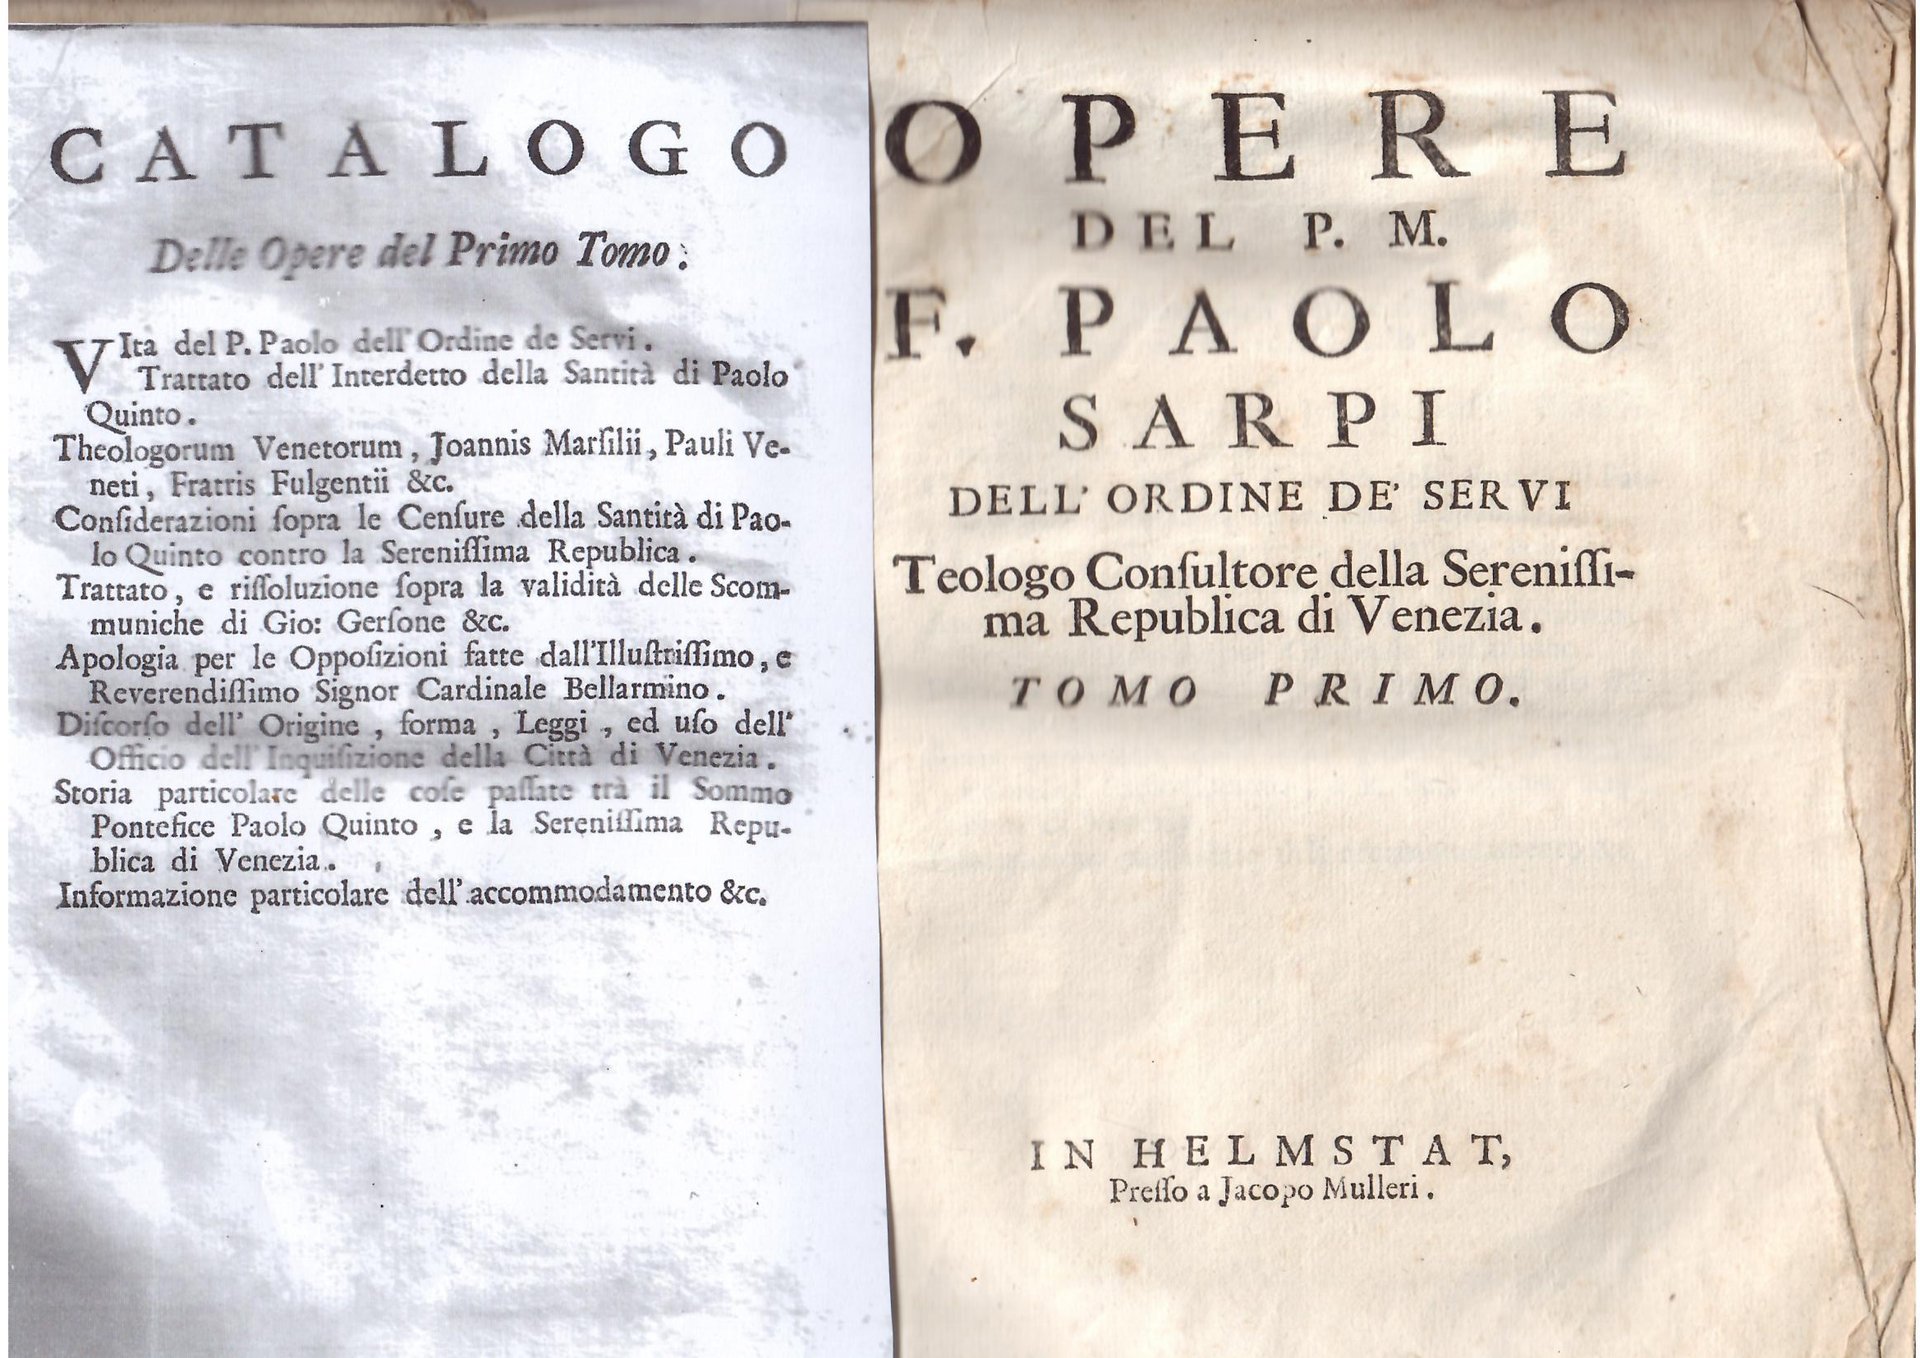 CATALOGO
Delle Opere del Primo Tomo.
VIta del P. Paolo dell' Ordine de Servi.
Trattato dell' Interdetto della Santità di Paolo
Quinto.
Theologorum Venetorum, Joannis Marſilii, Pauli Ve-
neti, Fratris Fulgentii &c.
Conſiderazioni ſopra le Cenſure della Santità di Pao-
lo Quinto contro la Sereniſſima Republica.
Trattato, e riſſoluzione ſopra la validità delle Scom-
muniche di Gio: Gerſone &c.
Apologia per le Oppoſizioni fatte dall'Illuſtriſſimo, e
Reverendiſſimo Signor Cardinale Bellarmino.
Diſcorſo dell' Origine, forma, Leggi, ed uſo dell'
Officio dell' Inquiſizione della Città di Venezia.
Storia particolare delle coſe paſſate trà il Sommo
Pontefice Paolo Quinto, e la Sereniſſima Repu-
blica di Venezia.
Informazione particolare dell' accommodamento &c.
OPERE
DEL P. M.
F. PAOLO
SARPI
DELL' ORDINE DE' SERVI
Teologo Conſultore della Sereniſſi-
ma Republica di Venezia.
TOMO PRIMO.
IN HELMSTAT,
Preſſo a Jacopo Mulleri.